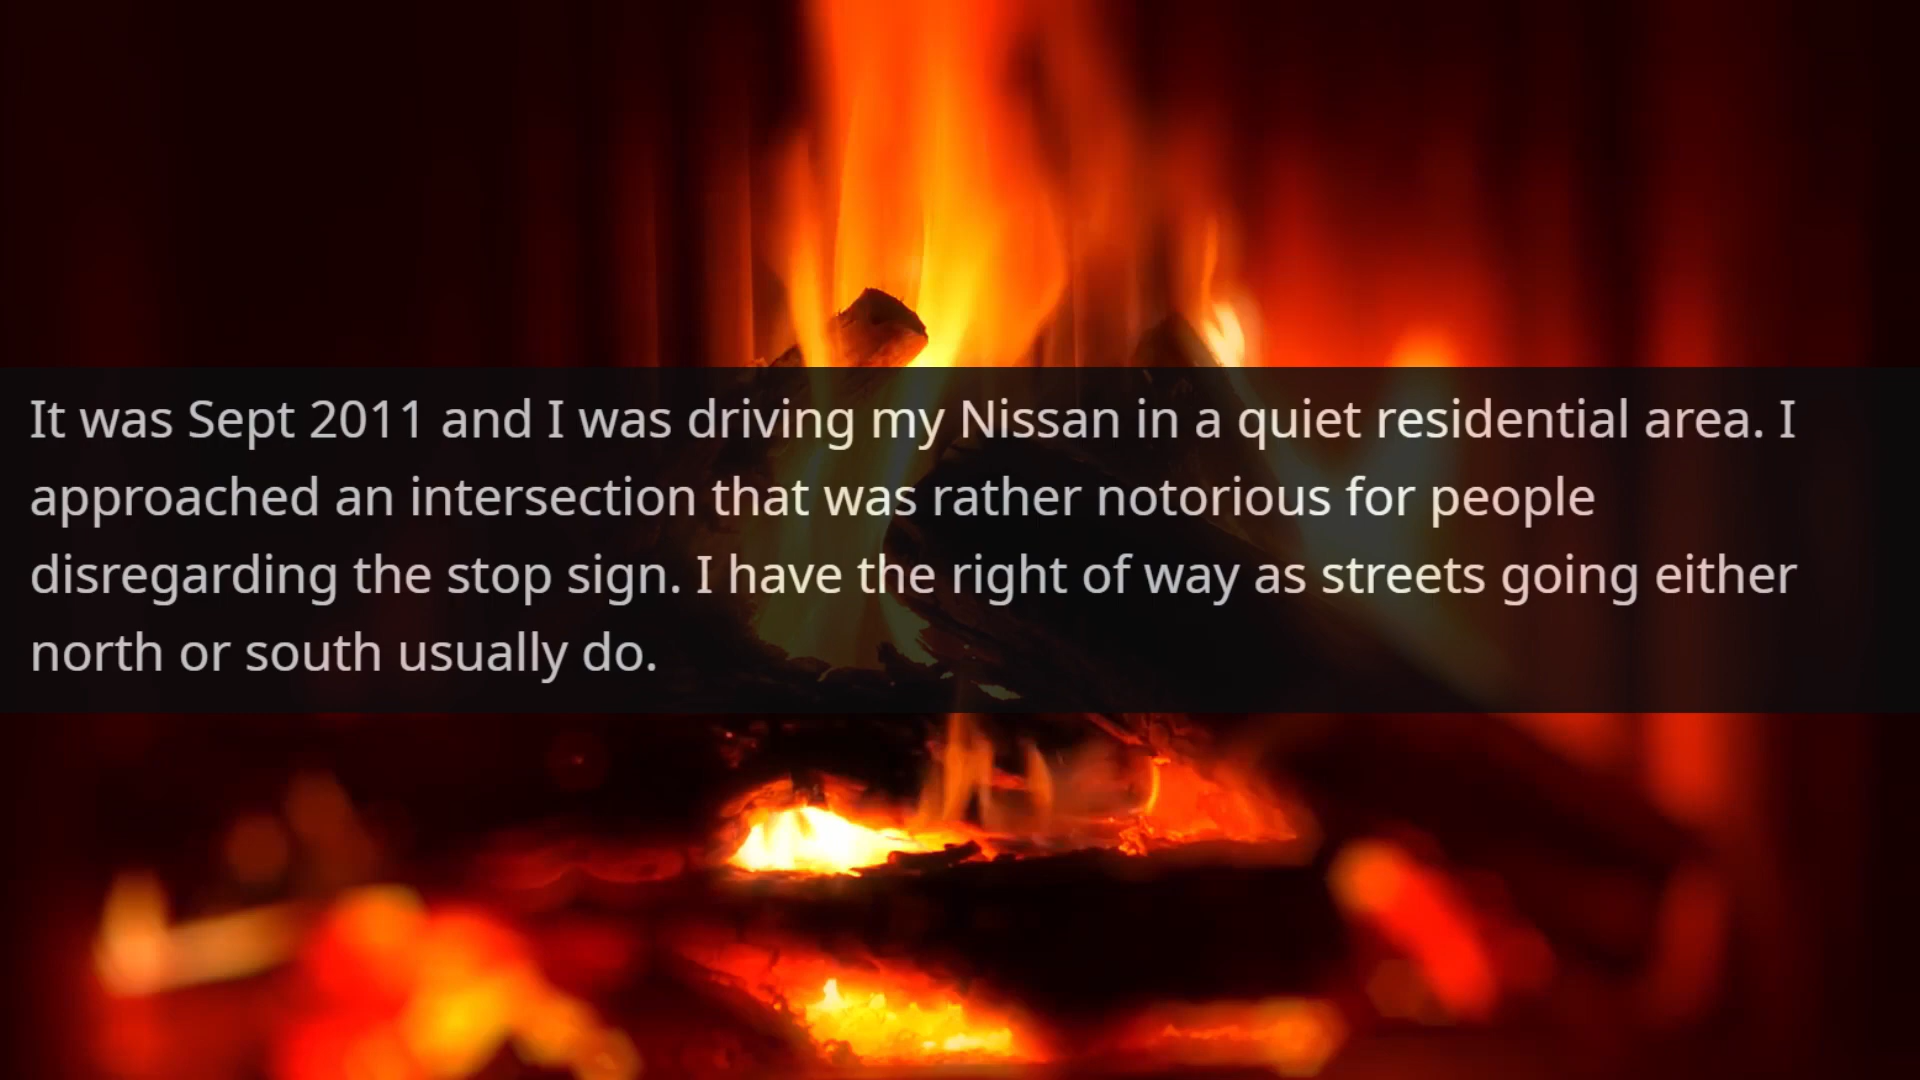 It was Sept 2011 and I was driving my Nissan in a quiet residential area. I
approached an intersection that was rather notorious for people
disregarding the stop sign. I have the right of way as streets going either
north or south usually do.